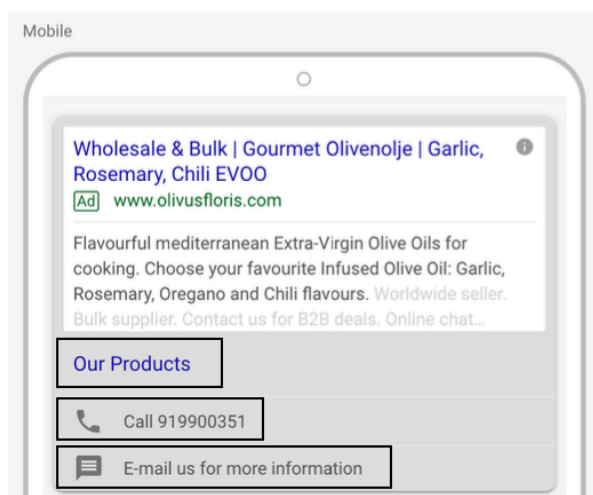 Mobile
Wholesale & Bulk | Gourmet Olivenolje | Garlic,
Rosemary, Chili EVOO
Ad www.olivusfloris.com
Flavourful mediterranean Extra-Virgin Olive Oils for
cooking. Choose your favourite Infused Olive Oil: Garlic,
Rosemary, Oregano and Chili flavours. Worldwide seller.
Bulk supplier. Contact us for B2B deals. Online chat...
Our Products
Call 919900351
E-mail us for more information